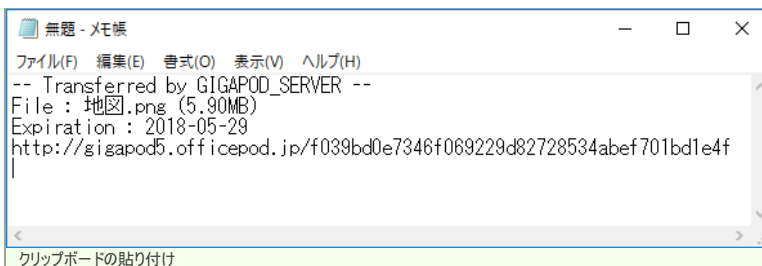 無題 - メモ帳
ファイル(F) 編集(E) 書式(O) 表示(V) ヘルプ(H)
-- Transferred by GIGAPOD_SERVER --
File : 地図.png (5.90MB)
Expiration : 2018-05-29
http://gigapod5.officepod.jp/f039bd0e7346f069229d82728534abef701bd1e4f
クリップボードの貼り付け